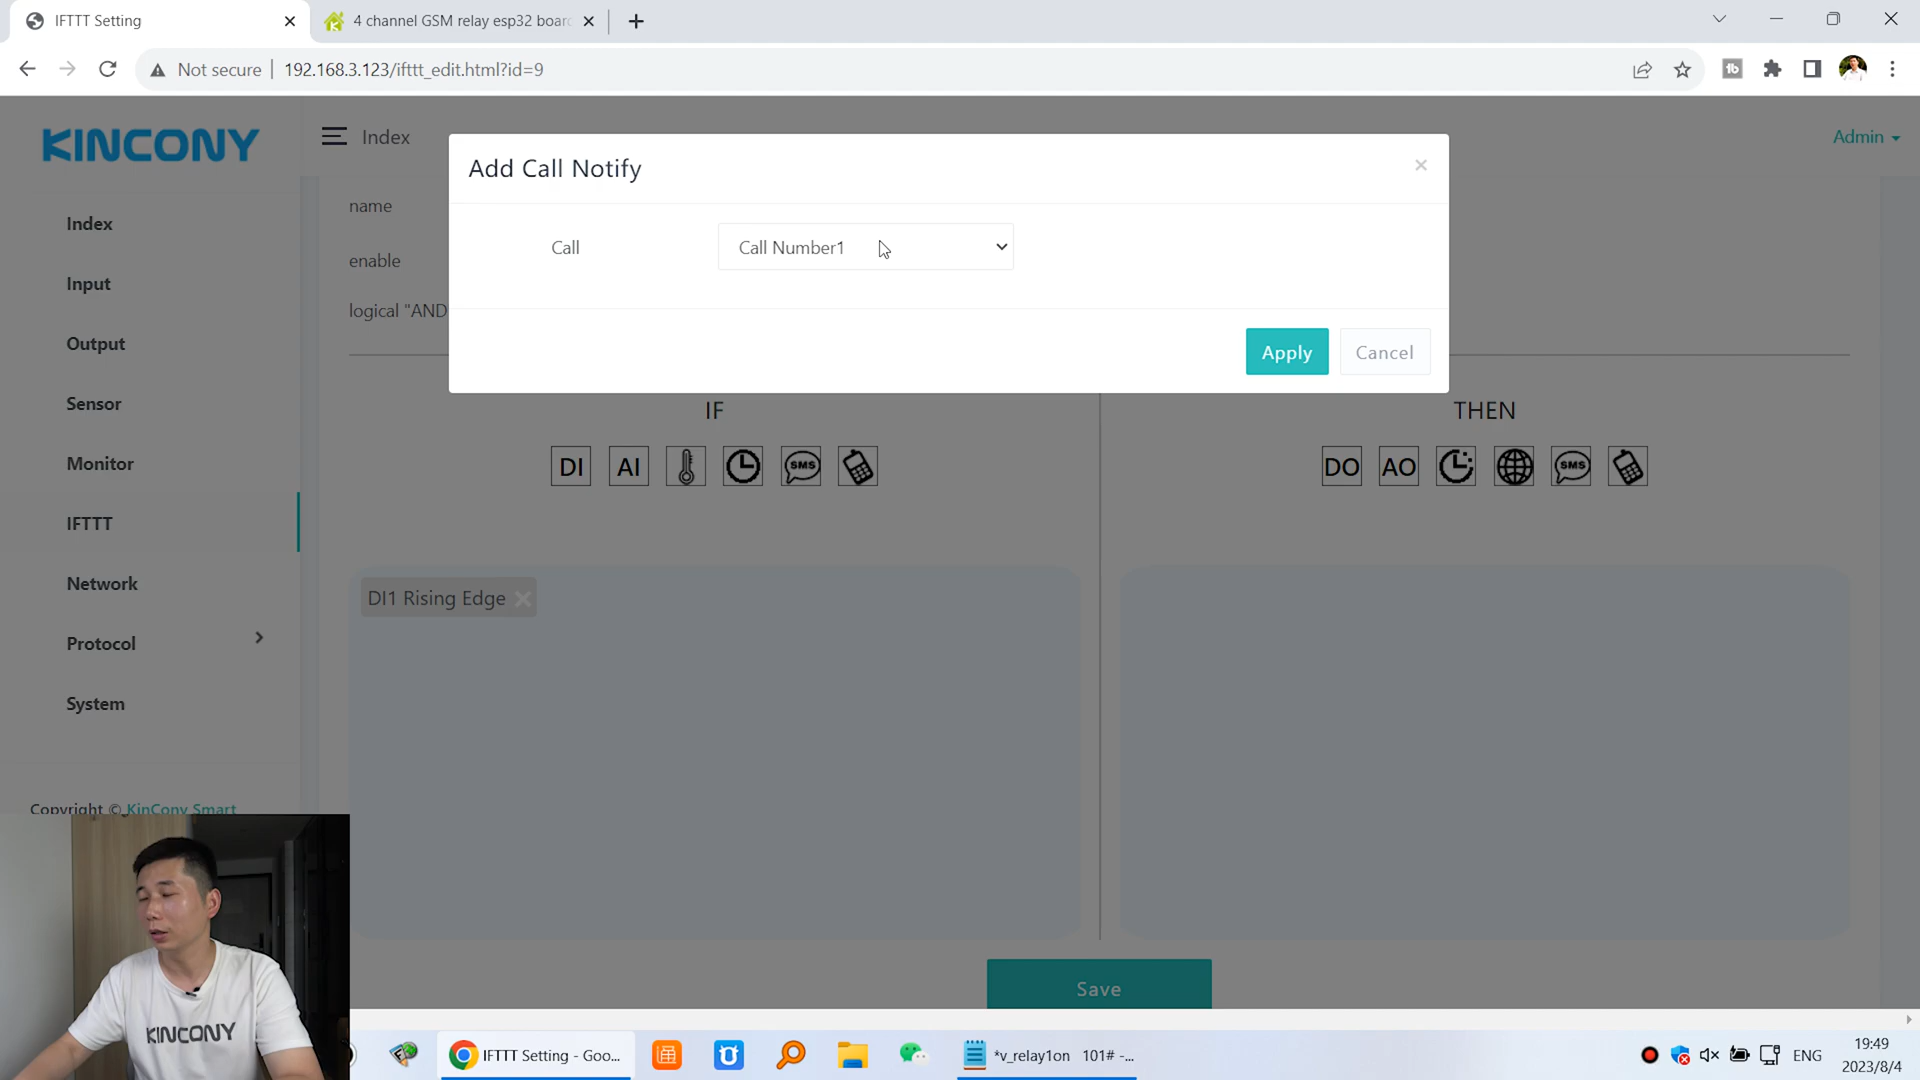 IFTTT Setting
4 channel GSM relay esp32 boar
Not secure
192.168.3.123/ifttt_edit.html?id=9
KINCONY
Index
Admin
Add Call Notify
Call
Call Number1
Apply
Cancel
Index
Input
Output
Sensor
Monitor
IFTTT
Network
Protocol
System
Copyright © KinCony Smart
name
enable
logical "AND"
IF
THEN
DI
AI
SMS
DO
AO
SMS
DI1 Rising Edge
Save
KINCONY
IFTTT Setting - Goo...
*v_relay1on 101# -...
ENG
19:49
2023/8/4